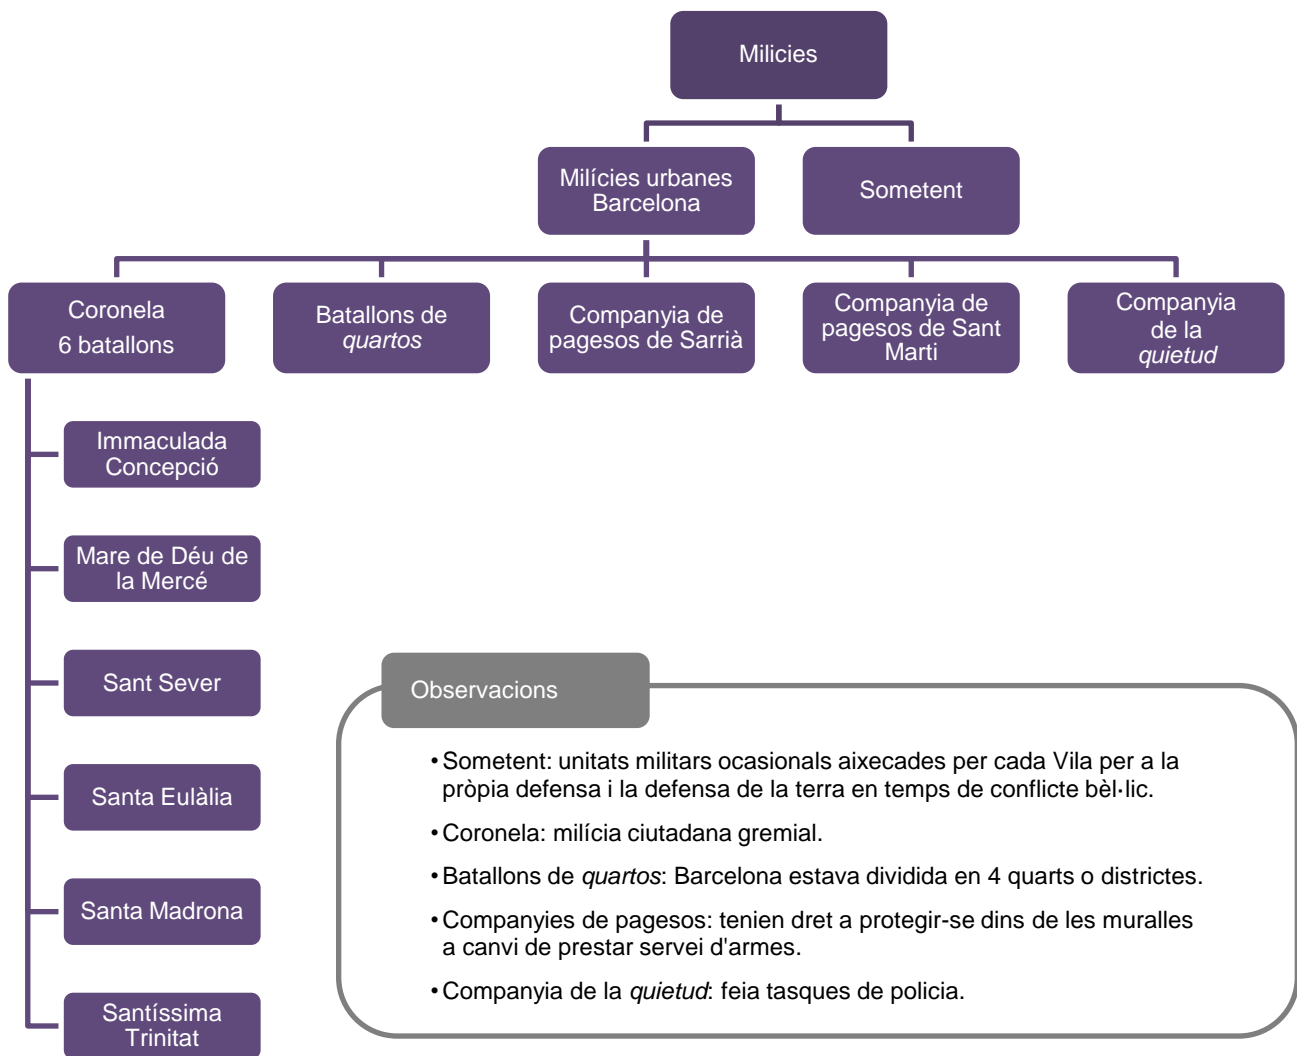 Milicies
Milícies urbanes
Barcelona
Sometent
Coronela
6 batallons
Batallons de
quartos
Companyia de
pagesos de Sarrià
Companyia de
pagesos de Sant
Marti
Companyia
de la
quietud
Immaculada
Concepció
Mare de Déu de
la Mercé
Sant Sever
Santa Eulàlia
Santa Madrona
Santíssima
Trinitat
Observacions
•Sometent: unitats militars ocasionals aixecades per cada Vila per a la
pròpia defensa i la defensa de la terra en temps de conflicte bèl·lic.
•Coronela: milícia ciutadana gremial.
•Batallons de quartos: Barcelona estava dividida en 4 quarts o districtes.
•Companyies de pagesos: tenien dret a protegir-se dins de les muralles
a canvi de prestar servei d'armes.
•Companyia de la quietud: feia tasques de policia.